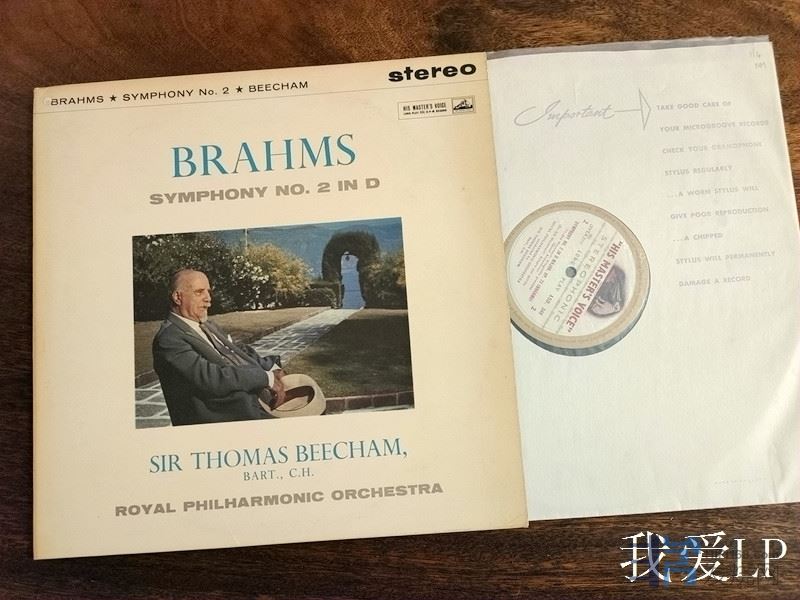 BRAHMS ★ SYMPHONY No. 2 ★ BEECHAM
stereo
HIS MASTER'S VOICE
BRAHMS
SYMPHONY NO. 2 IN D
SIR THOMAS BEECHAM,
BART., C.H.
ROYAL PHILHARMONIC ORCHESTRA
Important
TAKE GOOD CARE OF
YOUR MICROGROOVE RECORDS
CHECK YOUR GRAMOPHONE
STYLUS REGULARLY
...A WORN STYLUS WILL
GIVE POOR REPRODUCTION
...A CHIPPED
STYLUS WILL PERMANENTLY
DAMAGE A RECORD
"HIS MASTER'S VOICE"
STEREOPHONIC
我爱LP